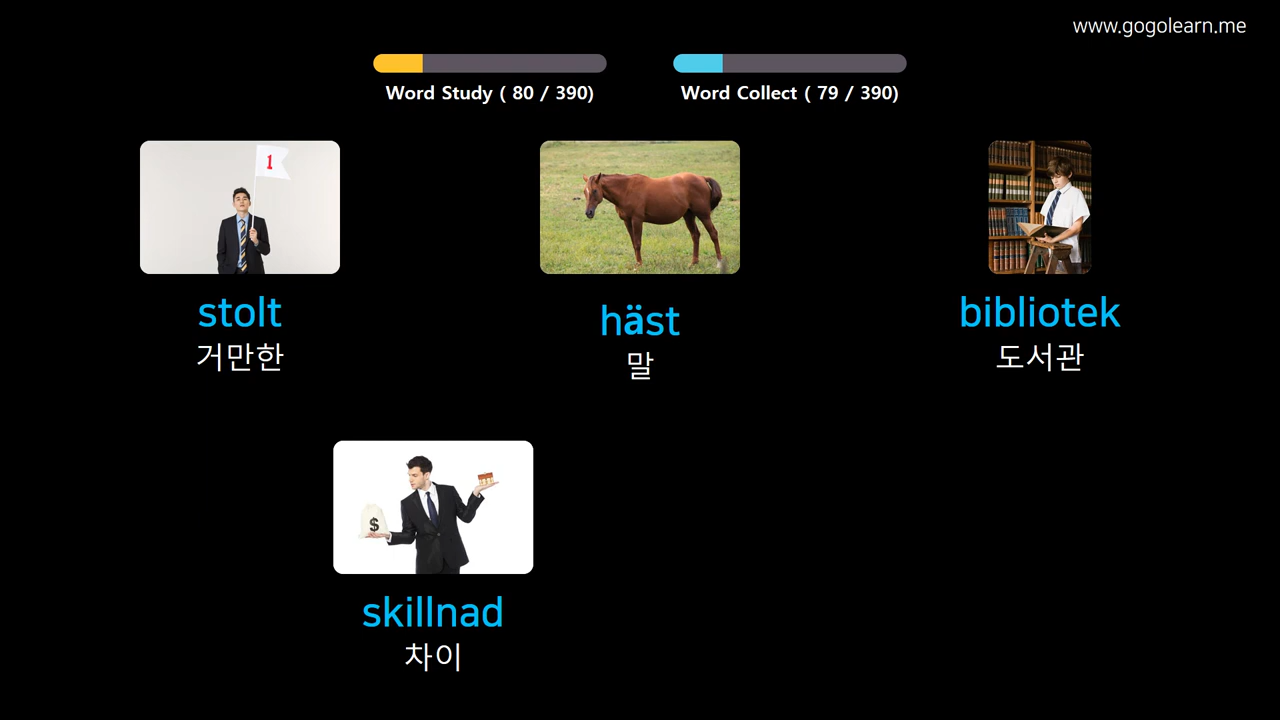 www.gogolearn.me
Word Study ( 80 / 390)
Word Collect ( 79 / 390)
1
stolt
거만한
häst
말
bibliotek
도서관
$
skillnad
차이